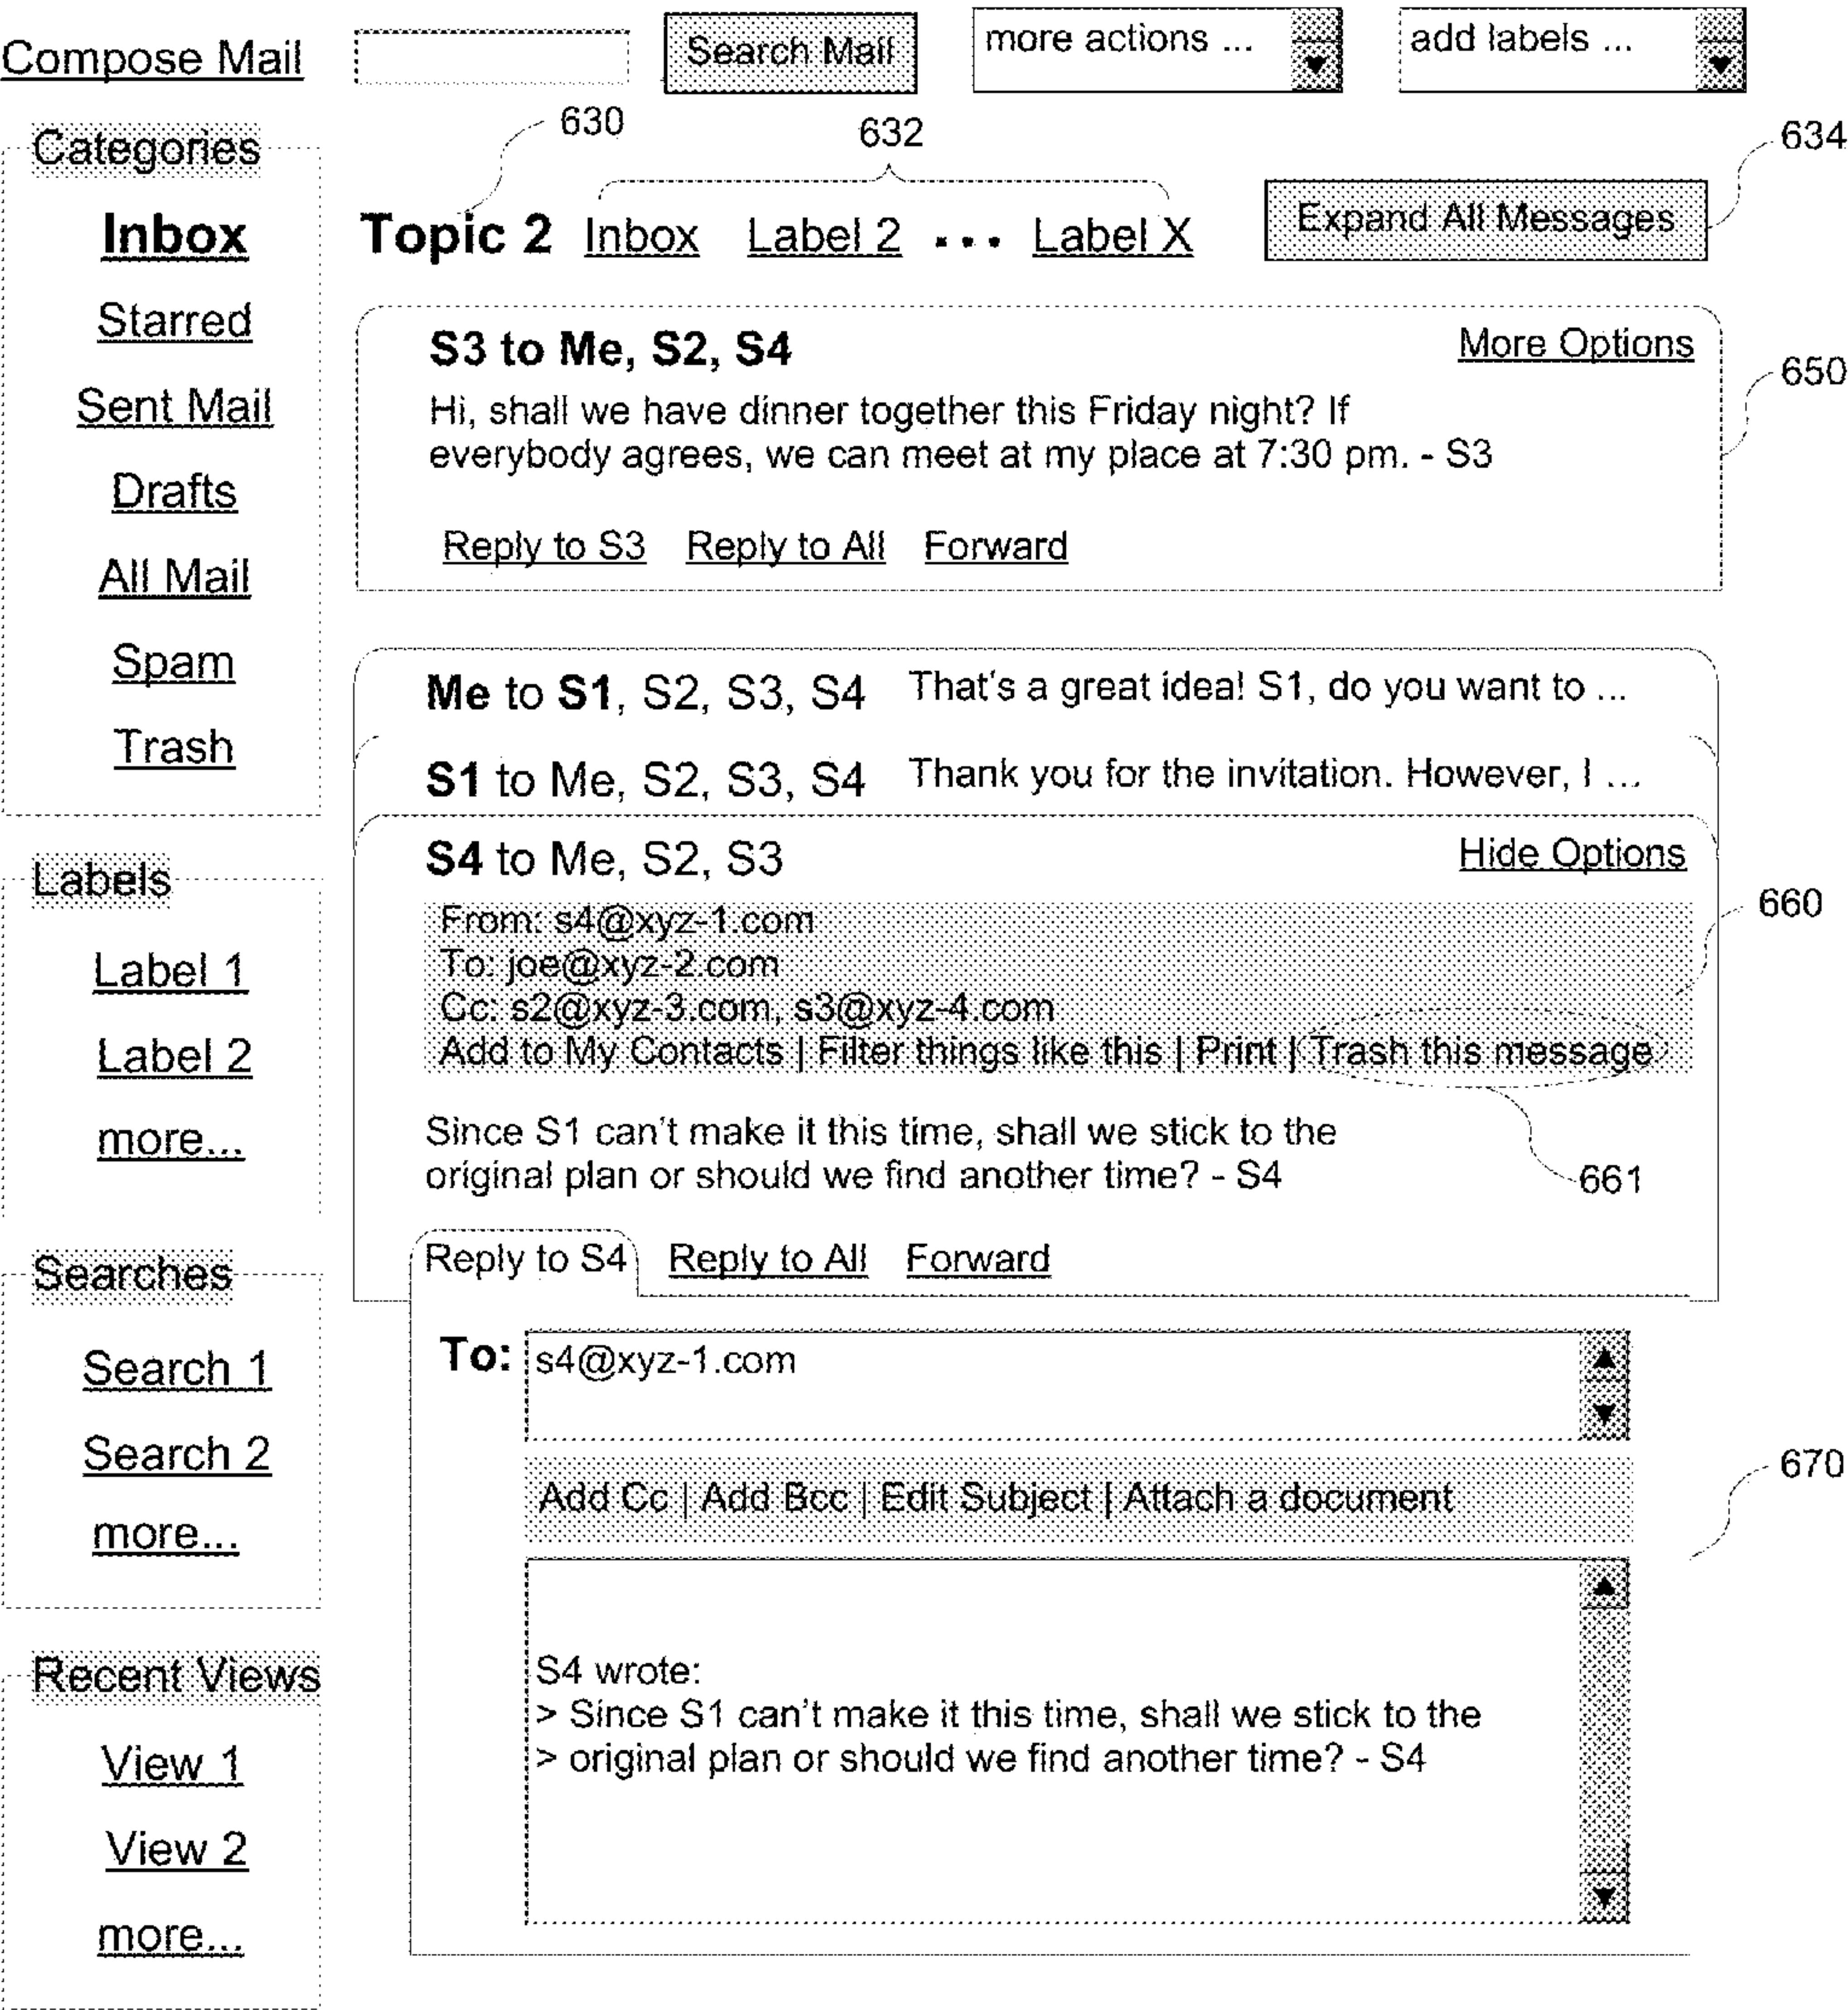 Compose Mail
Search Mail
more actions ...
add labels ...
630
632
634
Categories
Inbox
Starred
Sent Mail
Drafts
All Mail
Spam
Trash
Labels
Label 1
Label 2
more...
Searches
Search 1
Search 2
more...
Recent Views
View 1
View 2
more...
Topic 2 Inbox Label 2 ... Label X
Expand All Messages
S3 to Me, S2, S4
More Options
650
Hi, shall we have dinner together this Friday night? If
everybody agrees, we can meet at my place at 7:30 pm. - S3
Reply to S3 Reply to All Forward
Me to S1, S2, S3, S4 That's a great idea! S1, do you want to ...
S1 to Me, S2, S3, S4 Thank you for the invitation. However, I ...
S4 to Me, S2, S3
Hide Options
660
From: s4@xyz-1.com
To: joe@xyz-2.com
Cc: s2@xyz-3.com, s3@xyz-4.com
Add to My Contacts | Filter things like this | Print | Trash this message
661
Since S1 can't make it this time, shall we stick to the
original plan or should we find another time? - S4
Reply to S4 Reply to All Forward
To: s4@xyz-1.com
Add Cc | Add Bcc | Edit Subject | Attach a document
670
S4 wrote:
> Since S1 can't make it this time, shall we stick to the
> original plan or should we find another time? - S4